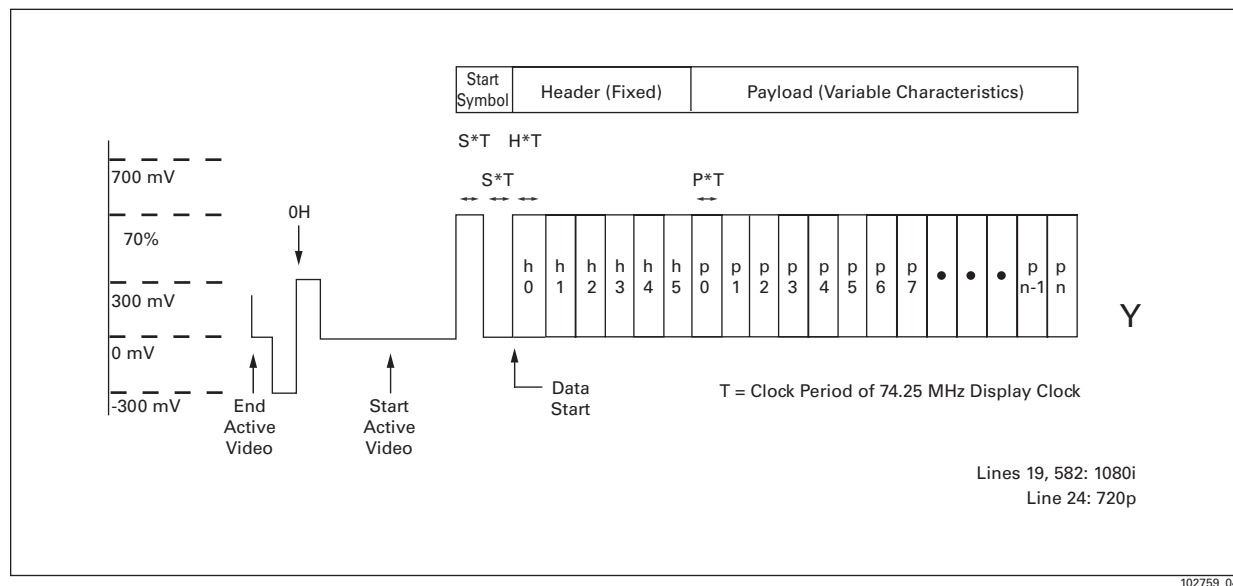 Start
Symbol
Header (Fixed)
Payload (Variable Characteristics)
S*T
H*T
S*T
P*T
700 mV
70%
300 mV
0 mV
-300 mV
0H
h
0
h
1
h
2
h
3
h
4
h
5
p
0
p
1
p
2
p
3
p
4
p
5
p
6
p
7
• • •
p
n-1
p
n
Y
End
Active
Video
Start
Active
Video
Data
Start
T = Clock Period of 74.25 MHz Display Clock
Lines 19, 582: 1080i
Line 24: 720p